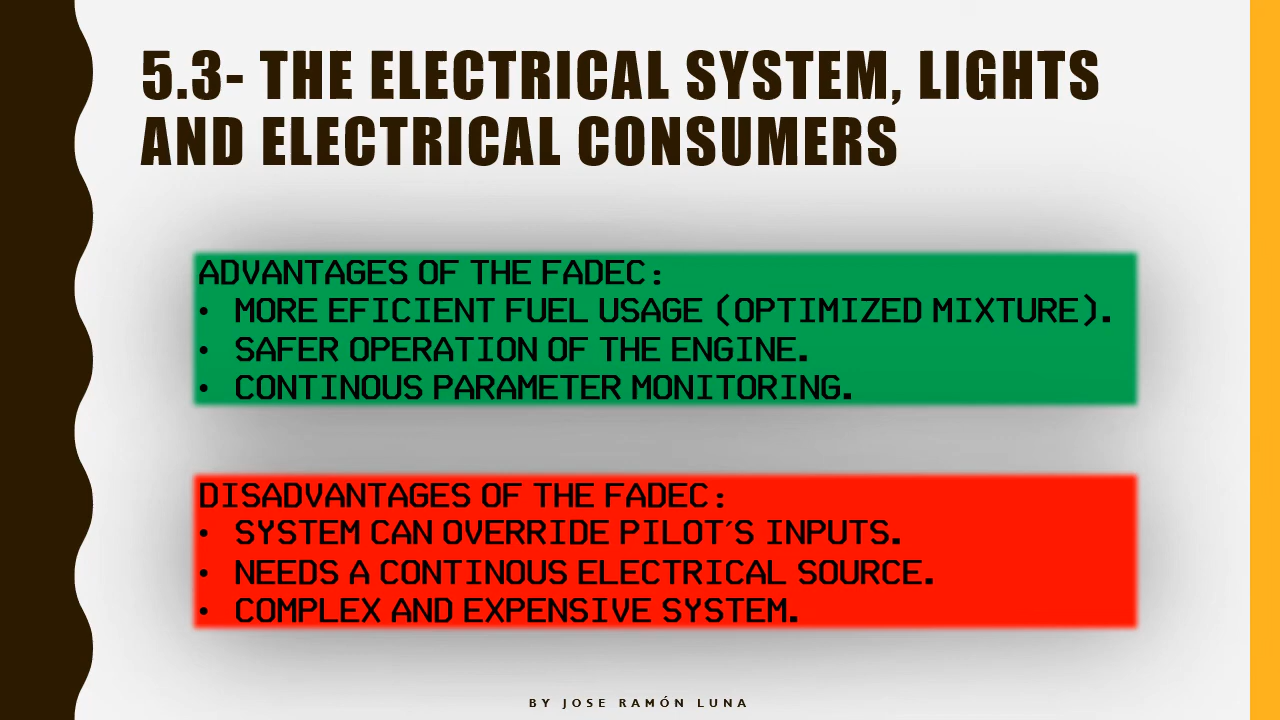 5.3- THE ELECTRICAL SYSTEM, LIGHTS
AND ELECTRICAL CONSUMERS
ADVANTAGES OF THE FADEC:
• MORE EFICIENT FUEL USAGE (OPTIMIZED MIXTURE).
• SAFER OPERATION OF THE ENGINE.
• CONTINOUS PARAMETER MONITORING.
DISADVANTAGES OF THE FADEC:
• SYSTEM CAN OVERRIDE PILOT´S INPUTS.
• NEEDS A CONTINOUS ELECTRICAL SOURCE.
• COMPLEX AND EXPENSIVE SYSTEM.
BY JOSE RAMÓN LUNA